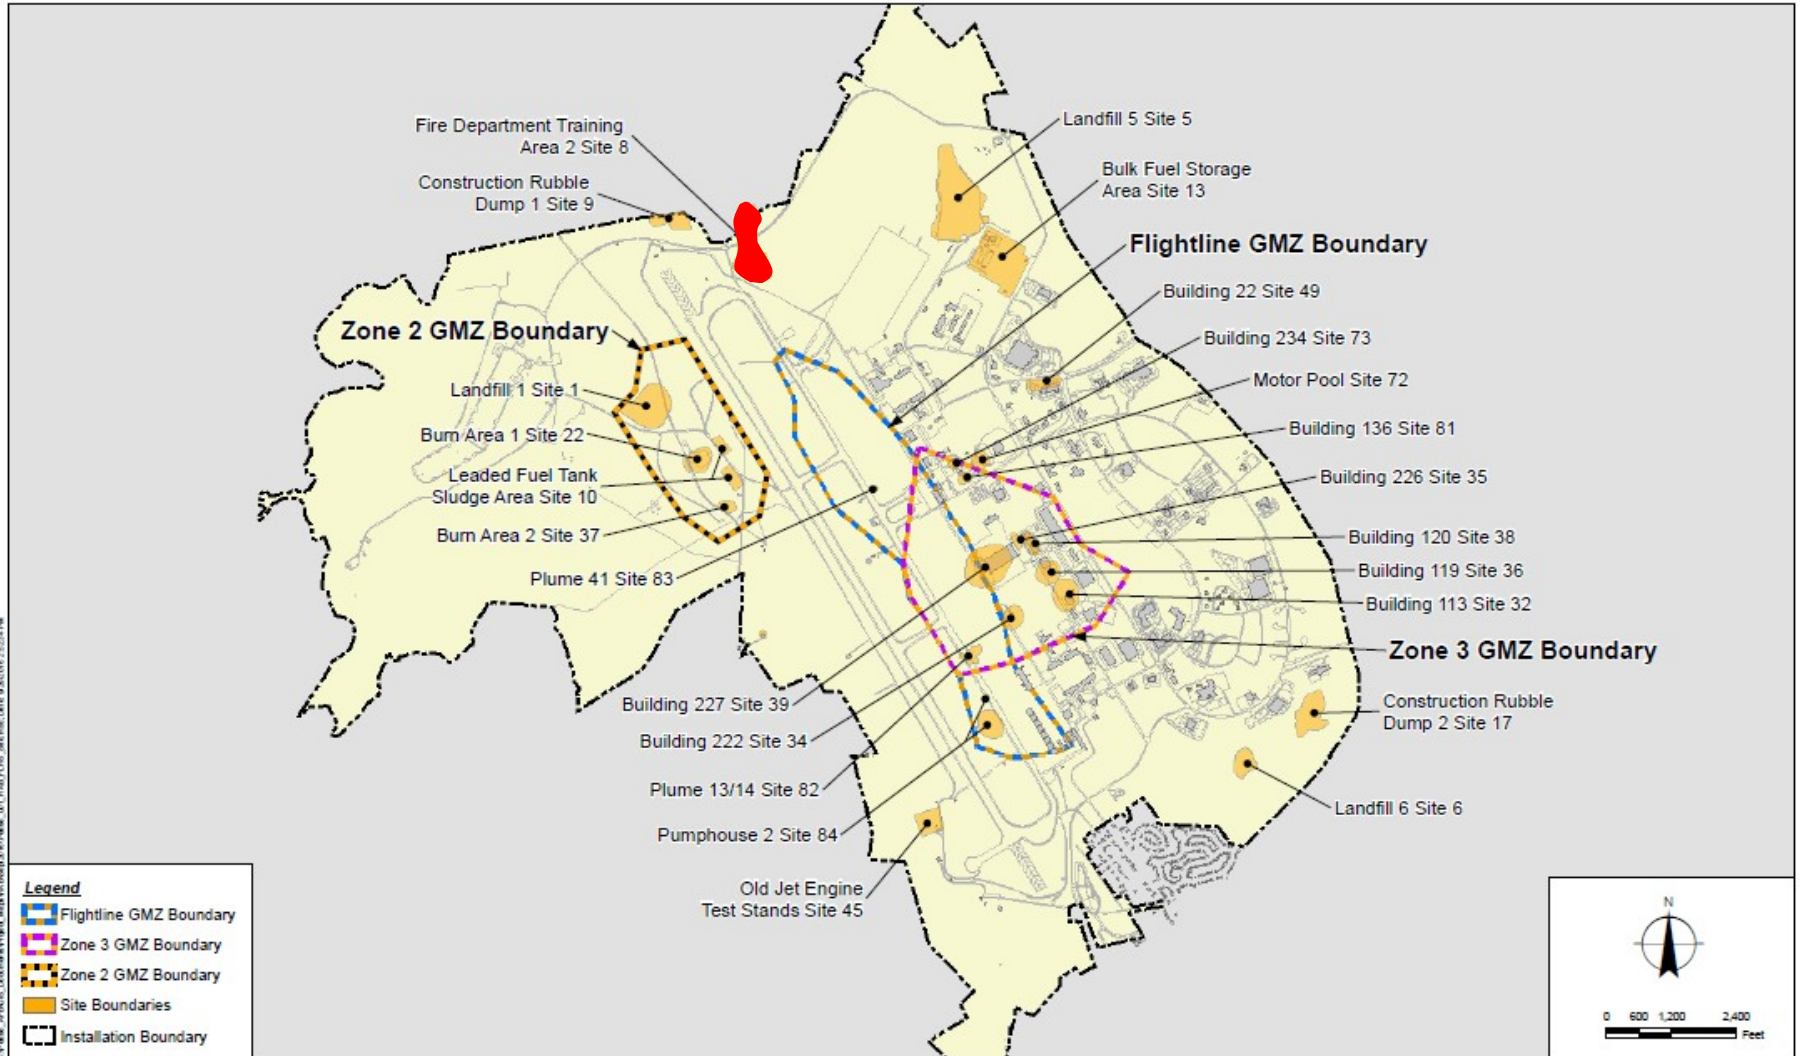 Fire Department Training
Area 2 Site 8
Construction Rubble
Dump 1 Site 9
Landfill 5 Site 5
Bulk Fuel Storage
Area Site 13
Flightline GMZ Boundary
Building 22 Site 49
Zone 2 GMZ Boundary
Building 234 Site 73
Motor Pool Site 72
Landfill 1 Site 1
Burn Area 1 Site 22
Building 136 Site 81
Leaded Fuel Tank
Sludge Area Site 10
Building 226 Site 35
Burn Area 2 Site 37
Building 120 Site 38
Plume 41 Site 83
Building 119 Site 36
Building 113 Site 32
Zone 3 GMZ Boundary
Building 227 Site 39
Construction Rubble
Dump 2 Site 17
Building 222 Site 34
Plume 13/14 Site 82
Landfill 6 Site 6
Pumphouse 2 Site 84
Old Jet Engine
Test Stands Site 45
Legend
Flightline GMZ Boundary
Zone 3 GMZ Boundary
Zone 2 GMZ Boundary
Site Boundaries
Installation Boundary
N
0 600 1,200 2,400
Feet